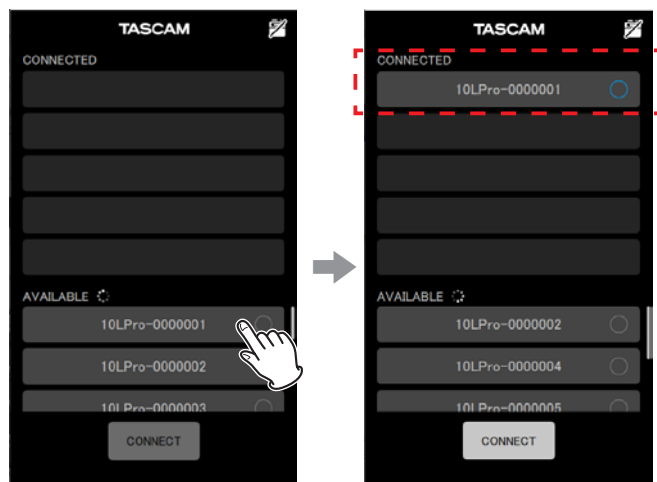 TASCAM
CONNECTED
AVAILABLE
10LPro-0000001
10LPro-0000002
10LPro-0000003
CONNECT
TASCAM
CONNECTED
10LPro-0000001
AVAILABLE
10LPro-0000002
10LPro-0000004
10LPro-0000005
CONNECT